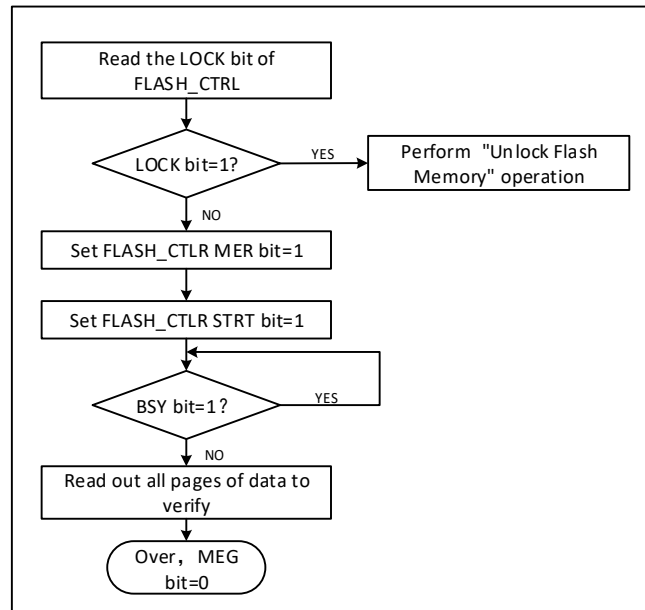 Read the LOCK bit of
FLASH_CTRL
LOCK bit=1?
YES
Perform "Unlock Flash
Memory" operation
NO
Set FLASH_CTLR MER bit=1
Set FLASH_CTLR STRT bit=1
BSY bit=1?
YES
NO
Read out all pages of data to
verify
Over，MEG
bit=0